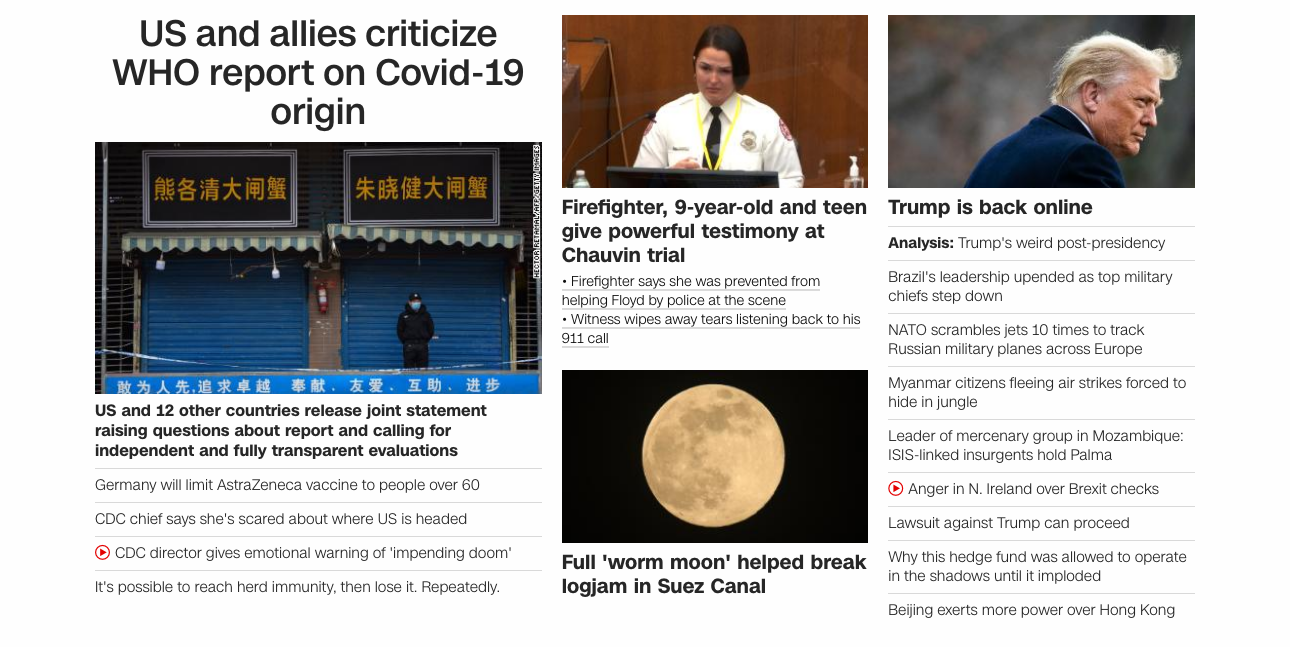 US and allies criticize
WHO report on Covid-19
origin
熊各清大闸蟹
朱晓健大闸蟹
HECTOR RETAMAL/AFP/GETTY IMAGES
敢为人先,追求卓越 奉献、友爱、互助、进步
US and 12 other countries release joint statement
raising questions about report and calling for
independent and fully transparent evaluations
Germany will limit AstraZeneca vaccine to people over 60
CDC chief says she's scared about where US is headed
CDC director gives emotional warning of 'impending doom'
It's possible to reach herd immunity, then lose it. Repeatedly.
Firefighter, 9-year-old and teen
give powerful testimony at
Chauvin trial
• Firefighter says she was prevented from
helping Floyd by police at the scene
• Witness wipes away tears listening back to his
911 call
Full 'worm moon' helped break
logjam in Suez Canal
Trump is back online
Analysis: Trump's weird post-presidency
Brazil's leadership upended as top military
chiefs step down
NATO scrambles jets 10 times to track
Russian military planes across Europe
Myanmar citizens fleeing air strikes forced to
hide in jungle
Leader of mercenary group in Mozambique:
ISIS-linked insurgents hold Palma
Anger in N. Ireland over Brexit checks
Lawsuit against Trump can proceed
Why this hedge fund was allowed to operate
in the shadows until it imploded
Beijing exerts more power over Hong Kong